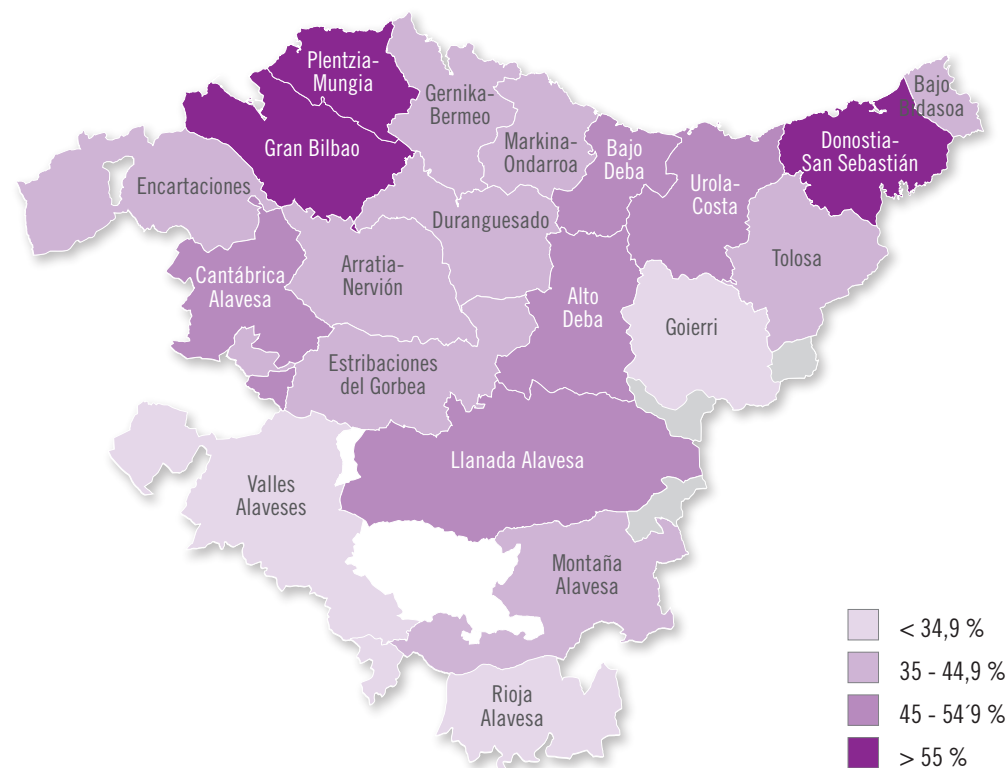 Plentzia-
Mungia
Gernika-
Bermeo
Bajo
Bidasoa
Gran Bilbao
Markina-
Ondarroa
Bajo
Deba
Donostia-
San Sebastián
Encartaciones
Urola-
Costa
Duranguesado
Cantábrica
Alavesa
Arratia-
Nervión
Tolosa
Alto
Deba
Goierri
Estribaciones
del Gorbea
Llanada Alavesa
Valles
Alaveses
Montaña
Alavesa
Rioja
Alavesa
< 34,9 %
35 - 44,9 %
45 - 54´9 %
> 55 %